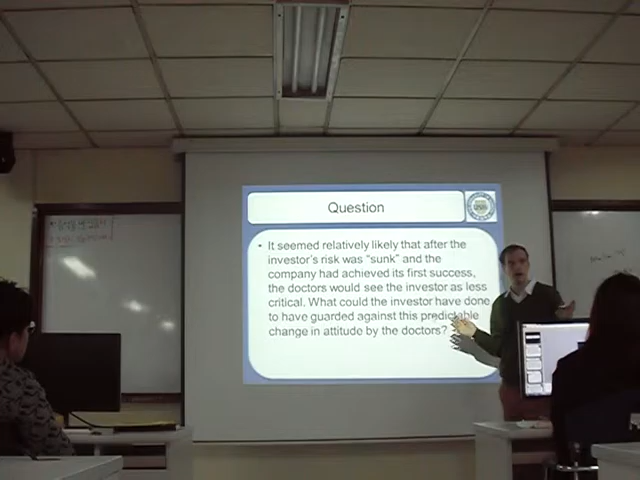 Question
• It seemed relatively likely that after the
investor's risk was "sunk" and the
company had achieved its first success,
the doctors would see the investor as less
critical. What could the investor have done
to have guarded against this predictable
change in attitude by the doctors?